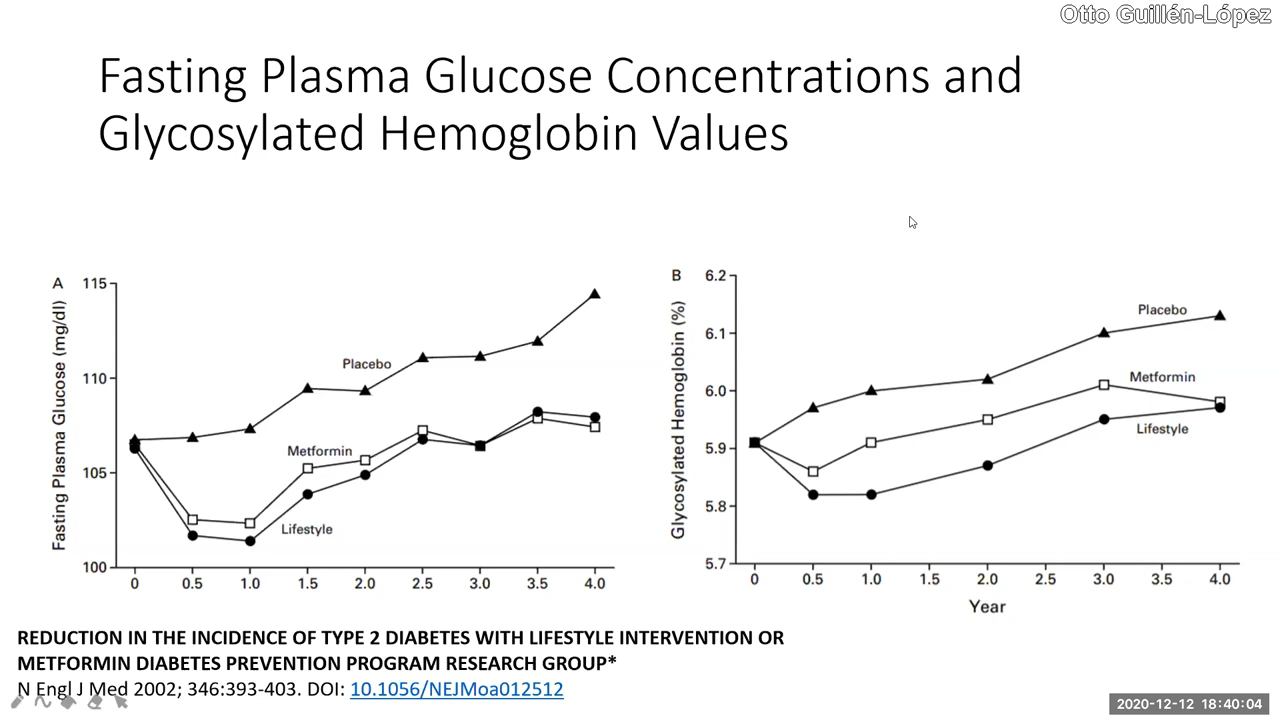 Otto Guillén-López
Fasting Plasma Glucose Concentrations and
Glycosylated Hemoglobin Values
A
Fasting Plasma Glucose (mg/dl)
115
110
105
100
Placebo
Metformin
Lifestyle
0 0.5 1.0 1.5 2.0 2.5 3.0 3.5 4.0
B
Glycosylated Hemoglobin (%)
6.2
6.1
6.0
5.9
5.8
5.7
Placebo
Metformin
Lifestyle
0 0.5 1.0 1.5 2.0 2.5 3.0 3.5 4.0
Year
REDUCTION IN THE INCIDENCE OF TYPE 2 DIABETES WITH LIFESTYLE INTERVENTION OR
METFORMIN DIABETES PREVENTION PROGRAM RESEARCH GROUP*
N Engl J Med 2002; 346:393-403. DOI: 10.1056/NEJMoa012512
2020-12-12 18:40:04